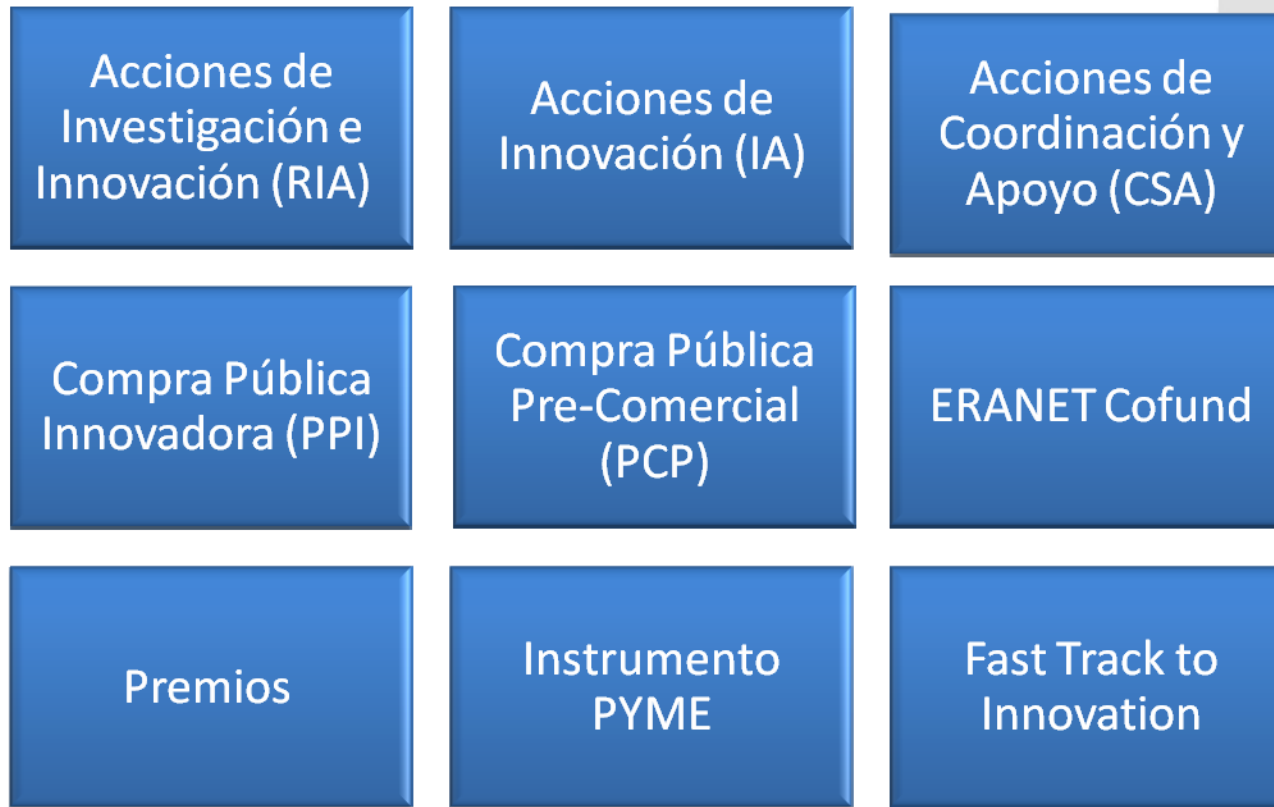 Acciones de
Investigación e
Innovación (RIA)
Acciones de
Innovación (IA)
Acciones de
Coordinación y
Apoyo (CSA)
Compra Pública
Innovadora (PPI)
Compra Pública
Pre-Comercial
(PCP)
ERANET Cofund
Premios
Instrumento
PYME
Fast Track to
Innovation